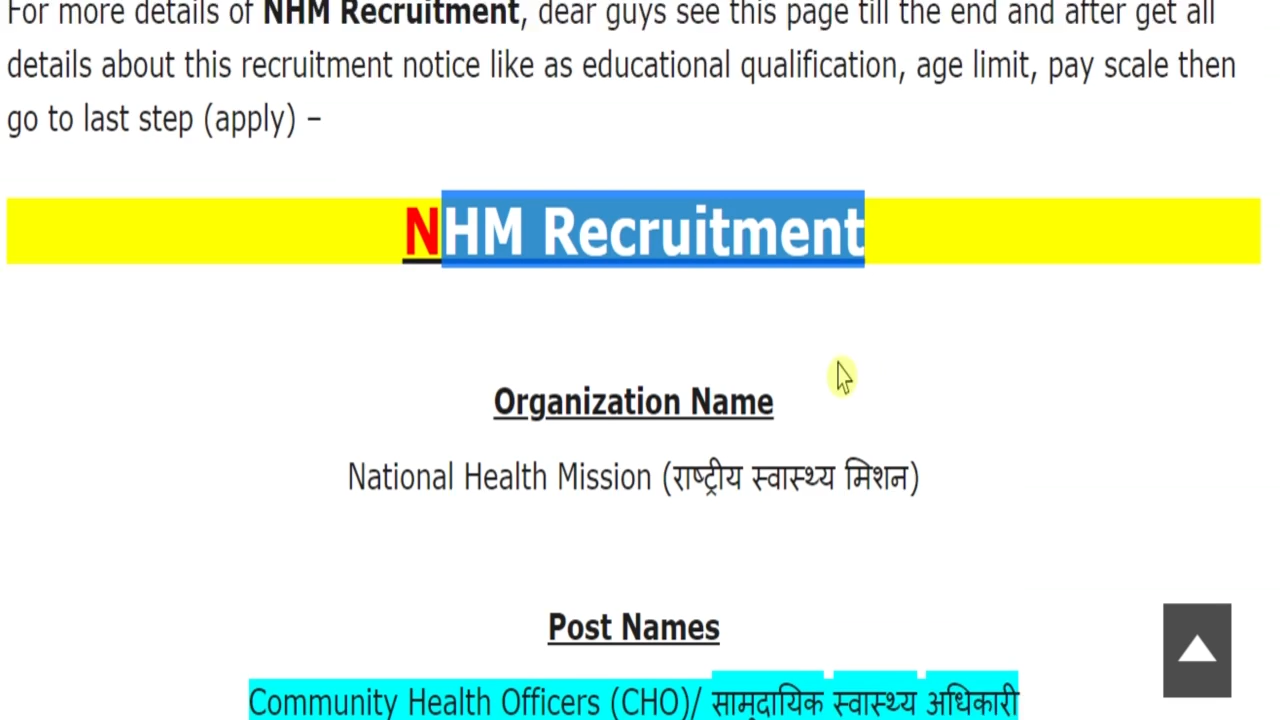 For more details of NHM Recruitment, dear guys see this page till the end and after get all
details about this recruitment notice like as educational qualification, age limit, pay scale then
go to last step (apply) –
NHM Recruitment
Organization Name
National Health Mission (राष्ट्रीय स्वास्थ्य मिशन)
Post Names
Community Health Officers (CHO)/ सामुदायिक स्वास्थ्य अधिकारी